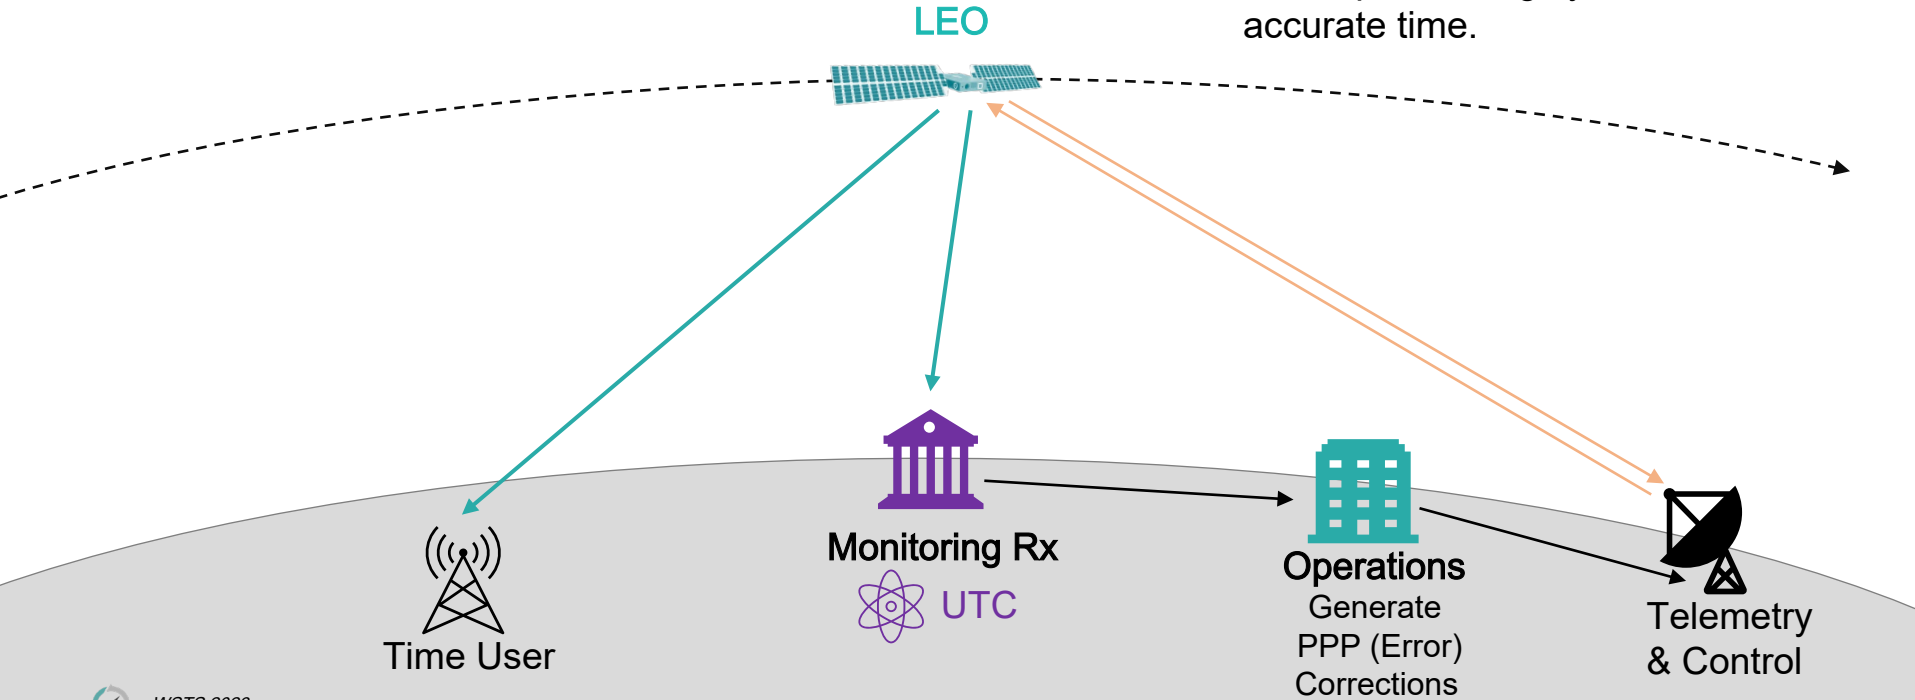 LEO
accurate time.
Monitoring Rx
UTC
Time User
Operations
Generate
PPP (Error)
Corrections
Telemetry
& Control